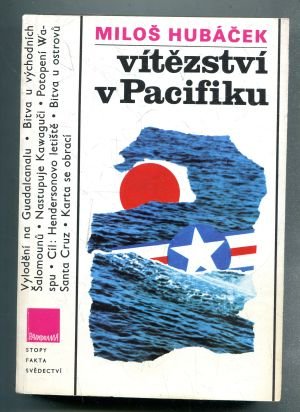 MILOŠ HUBÁČEK
vítězství
v Pacifiku
Vylodění na Guadalcanalu • Bitva u východních
Šalomounů • Nastupuje Kawaguči • Potopení Wa-
spu • Cíl: Hendersonovo letiště • Bitva u ostrovů
Santa Cruz • Karta se obrací
PANORAMA
STOPY
FAKTA
SVĚDECTVÍ